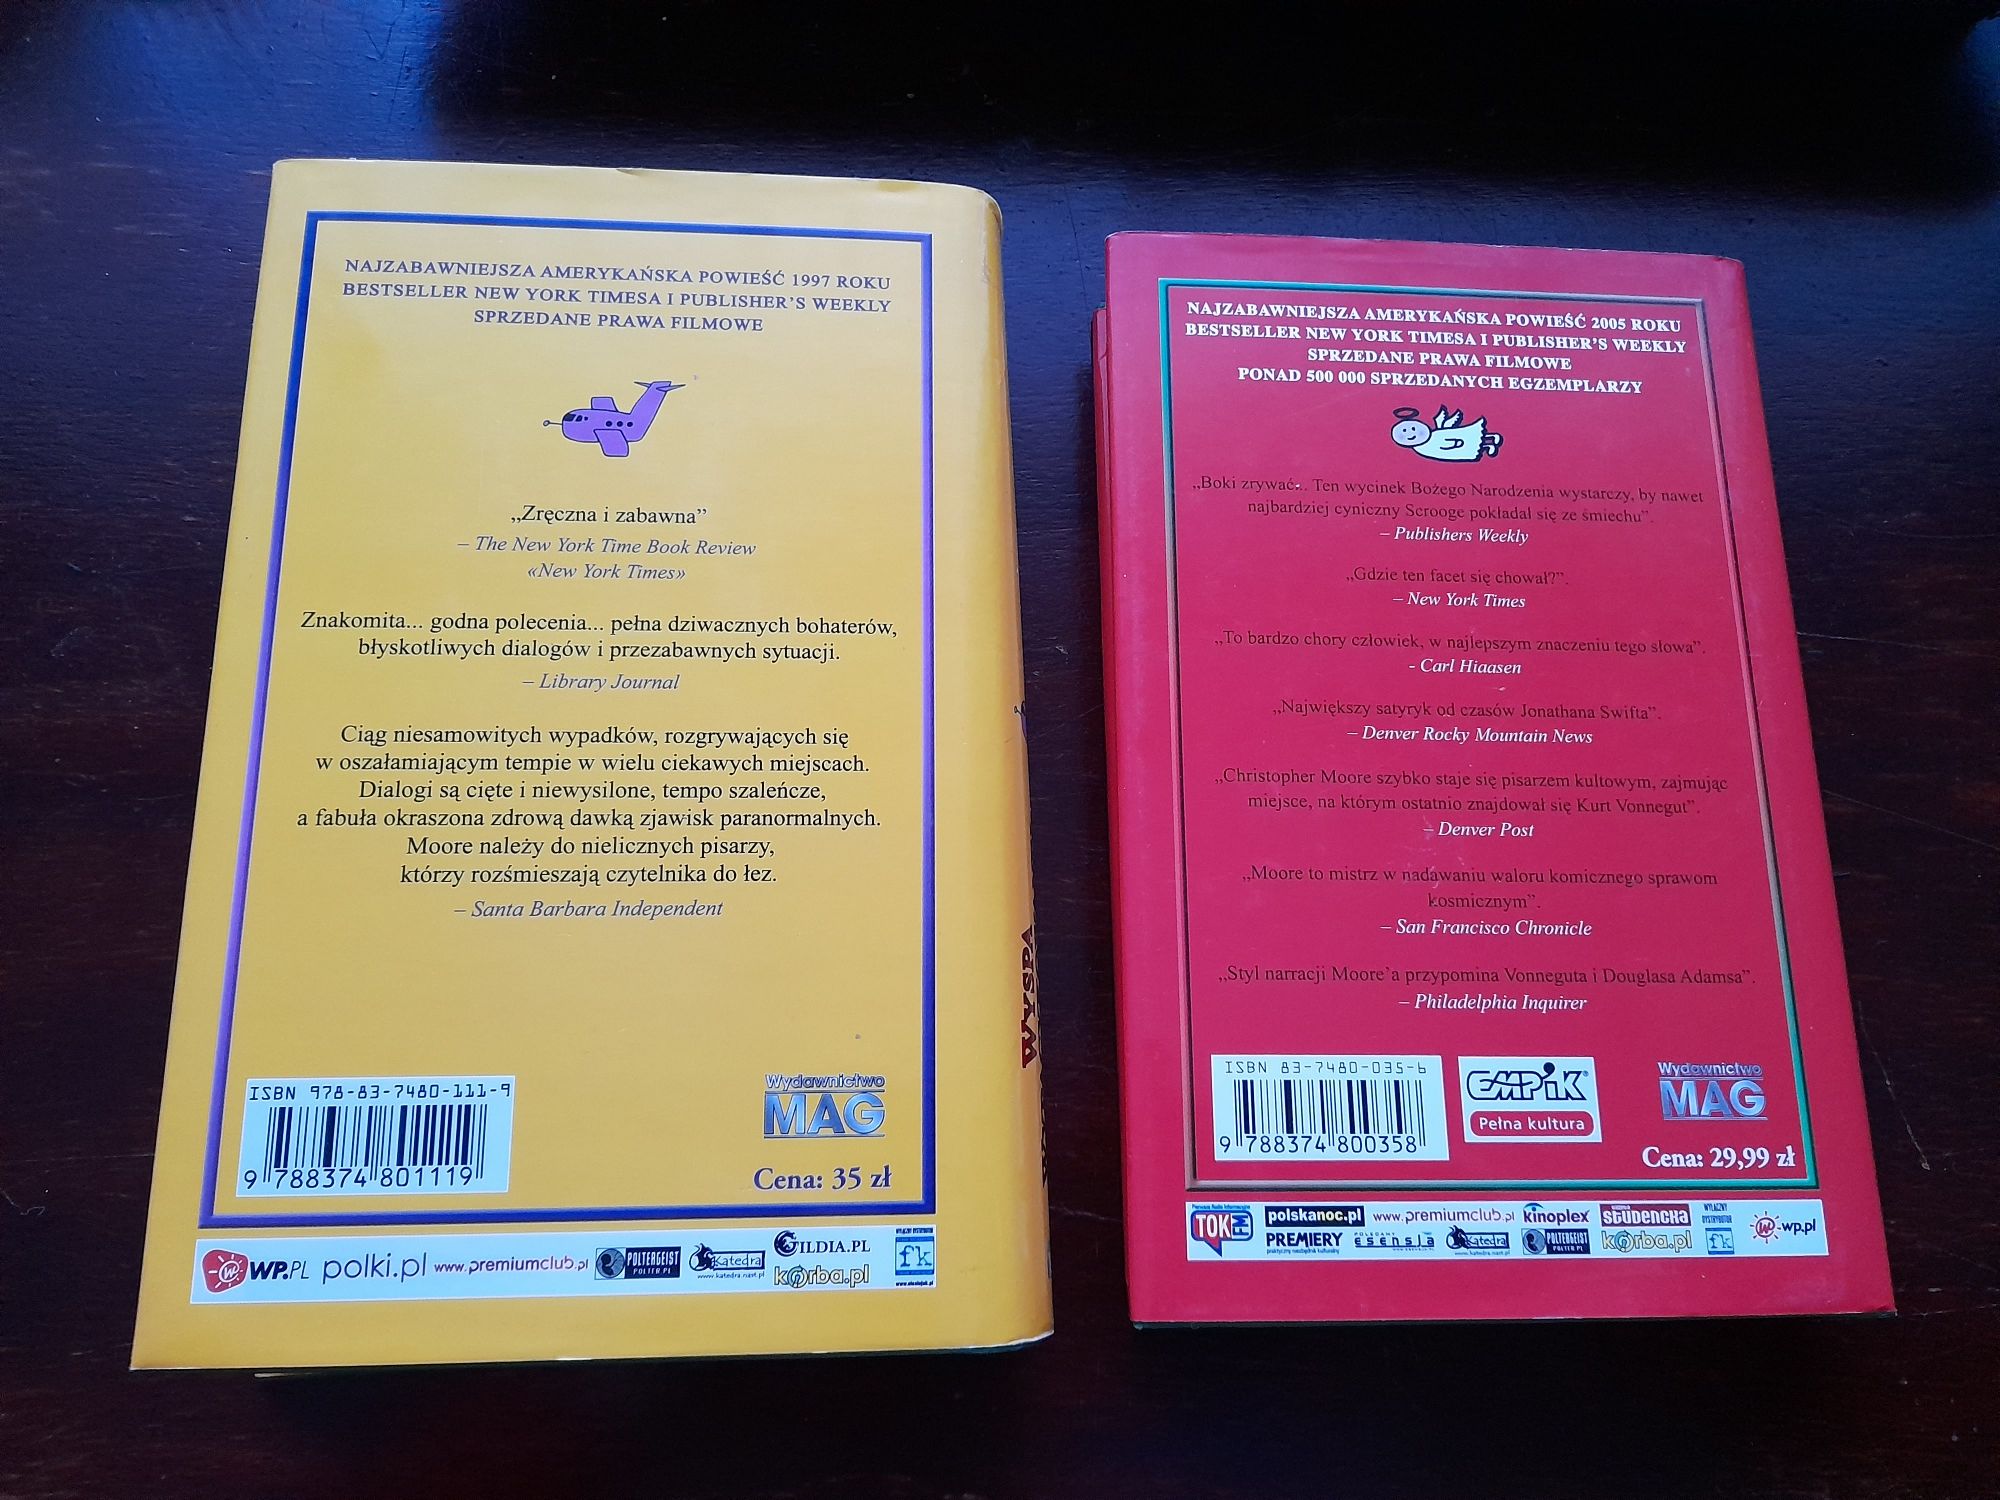 NAJZABAWNIEJSZA AMERYKAŃSKA POWIEŚĆ 1997 ROKU
BESTSELLER NEW YORK TIMESA I PUBLISHER'S WEEKLY
SPRZEDANE PRAWA FILMOWE
„Zręczna i zabawna”
– The New York Time Book Review
«New York Times»
Znakomita... godna polecenia... pełna dziwacznych bohaterów,
błyskotliwych dialogów i przezabawnych sytuacji.
– Library Journal
Ciąg niesamowitych wypadków, rozgrywających się
w oszałamiającym tempie w wielu ciekawych miejscach.
Dialogi są cięte i niewysilone, tempo szaleńcze,
a fabuła okraszona zdrową dawką zjawisk paranormalnych.
Moore należy do nielicznych pisarzy,
którzy rozśmieszają czytelnika do łez.
– Santa Barbara Independent
ISBN 978-83-7480-111-9
9 788374 801119
Wydawnictwo
MAG
Cena: 35 zł
WP.PL polki.pl www.premiumclub.pl POLTERGEIST
POLTER.PL
Katedra
www.katedra.nast.pl
GILDIA.PL
korba.pl
WYŁĄCZNY DYSTRYBUTOR
fk
WYSPA
NAJZABAWNIEJSZA AMERYKAŃSKA POWIEŚĆ 2005 ROKU
BESTSELLER NEW YORK TIMESA I PUBLISHER'S WEEKLY
SPRZEDANE PRAWA FILMOWE
PONAD 500 000 SPRZEDANYCH EGZEMPLARZY
„Boki zrywać... Ten wycinek Bożego Narodzenia wystarczy, by nawet
najbardziej cyniczny Scrooge pokładał się ze śmiechu”.
– Publishers Weekly
„Gdzie ten facet się chował?”.
– New York Times
„To bardzo chory człowiek, w najlepszym znaczeniu tego słowa”.
- Carl Hiaasen
„Największy satyryk od czasów Jonathana Swifta”.
– Denver Rocky Mountain News
„Christopher Moore szybko staje się pisarzem kultowym, zajmując
miejsce, na którym ostatnio znajdował się Kurt Vonnegut”.
– Denver Post
„Moore to mistrz w nadawaniu waloru komicznego sprawom
kosmicznym”.
– San Francisco Chronicle
„Styl narracji Moore'a przypomina Vonneguta i Douglasa Adamsa”.
– Philadelphia Inquirer
ISBN 83-7480-035-6
9 788374 800358
EMPiK®
Pełna kultura
Wydawnictwo
MAG
Cena: 29,99 zł
TOK FM
polskanoc.pl www.premiumclub.pl kinoplex STUDENCKA
PREMIERY esensja Katedra POLTERGEIST korba.pl
WYŁĄCZNY
DYSTRYBUTOR
fk
wp.pl